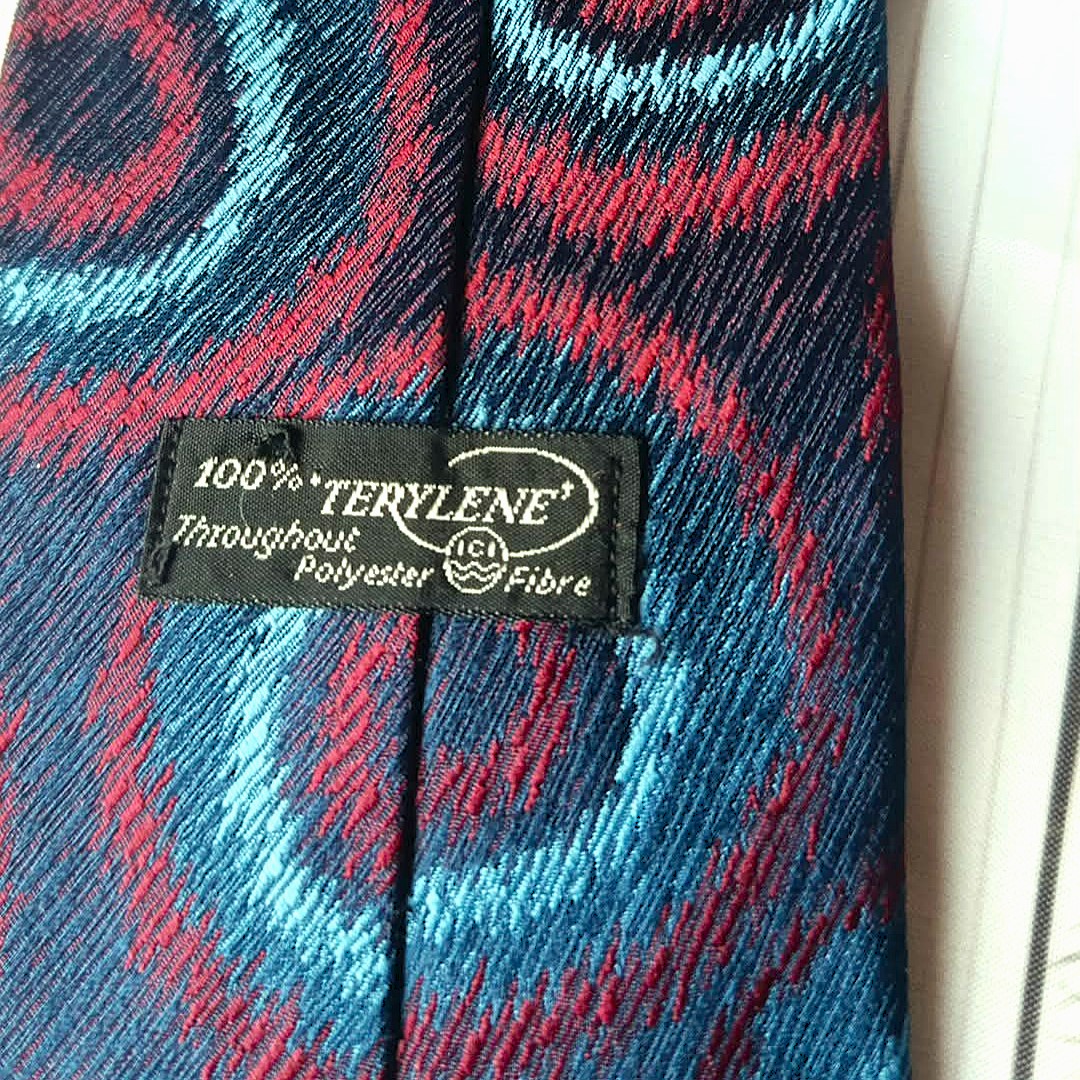 100% 'TERYLENE'
Throughout
Polyester ICI Fibre